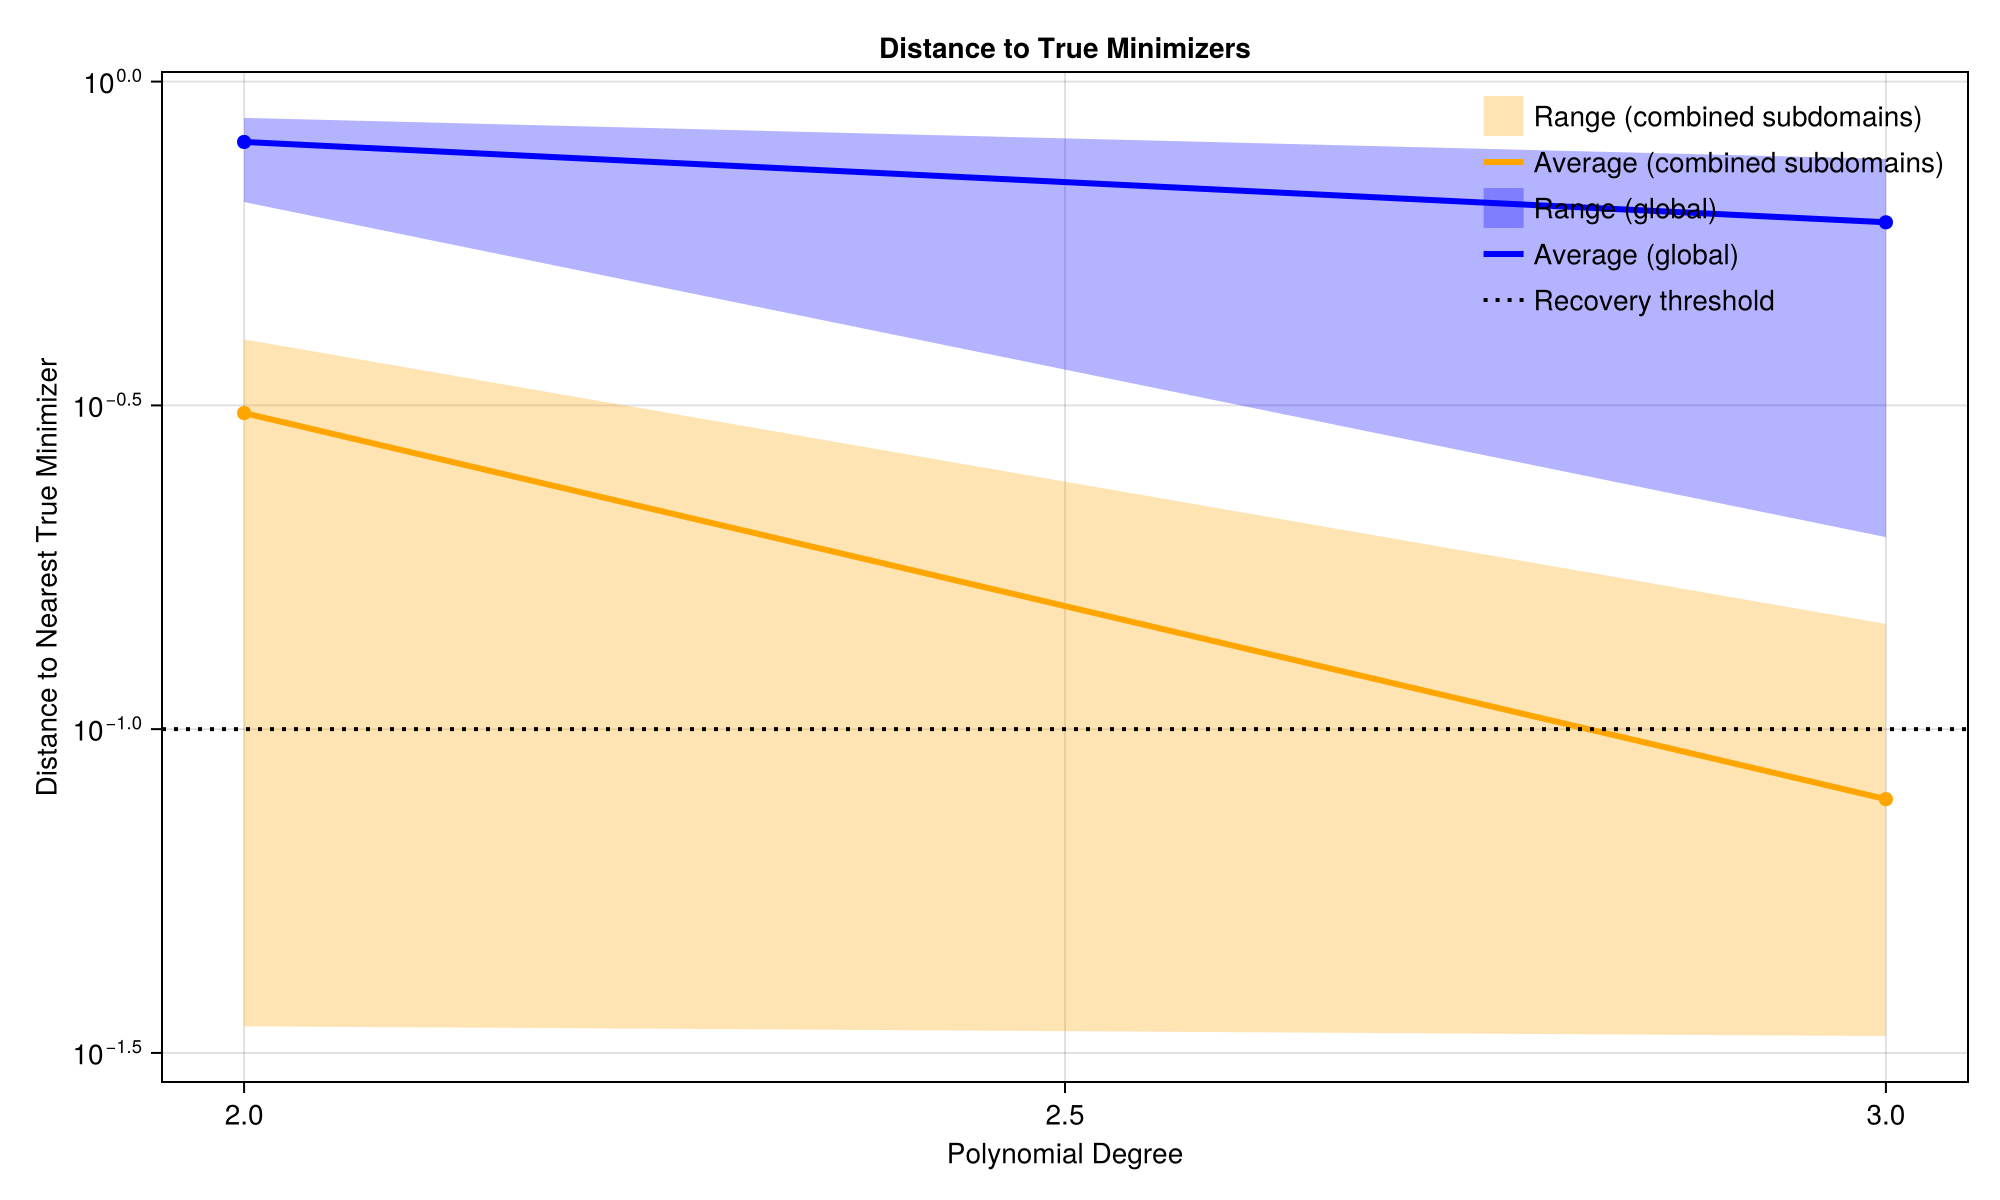 Distance to True Minimizers
Distance to Nearest True Minimizer
10^0.0
10^−0.5
10^−1.0
10^−1.5
Range (combined subdomains)
Average (combined subdomains)
Range (global)
Average (global)
Recovery threshold
2.0 2.5 3.0
Polynomial Degree